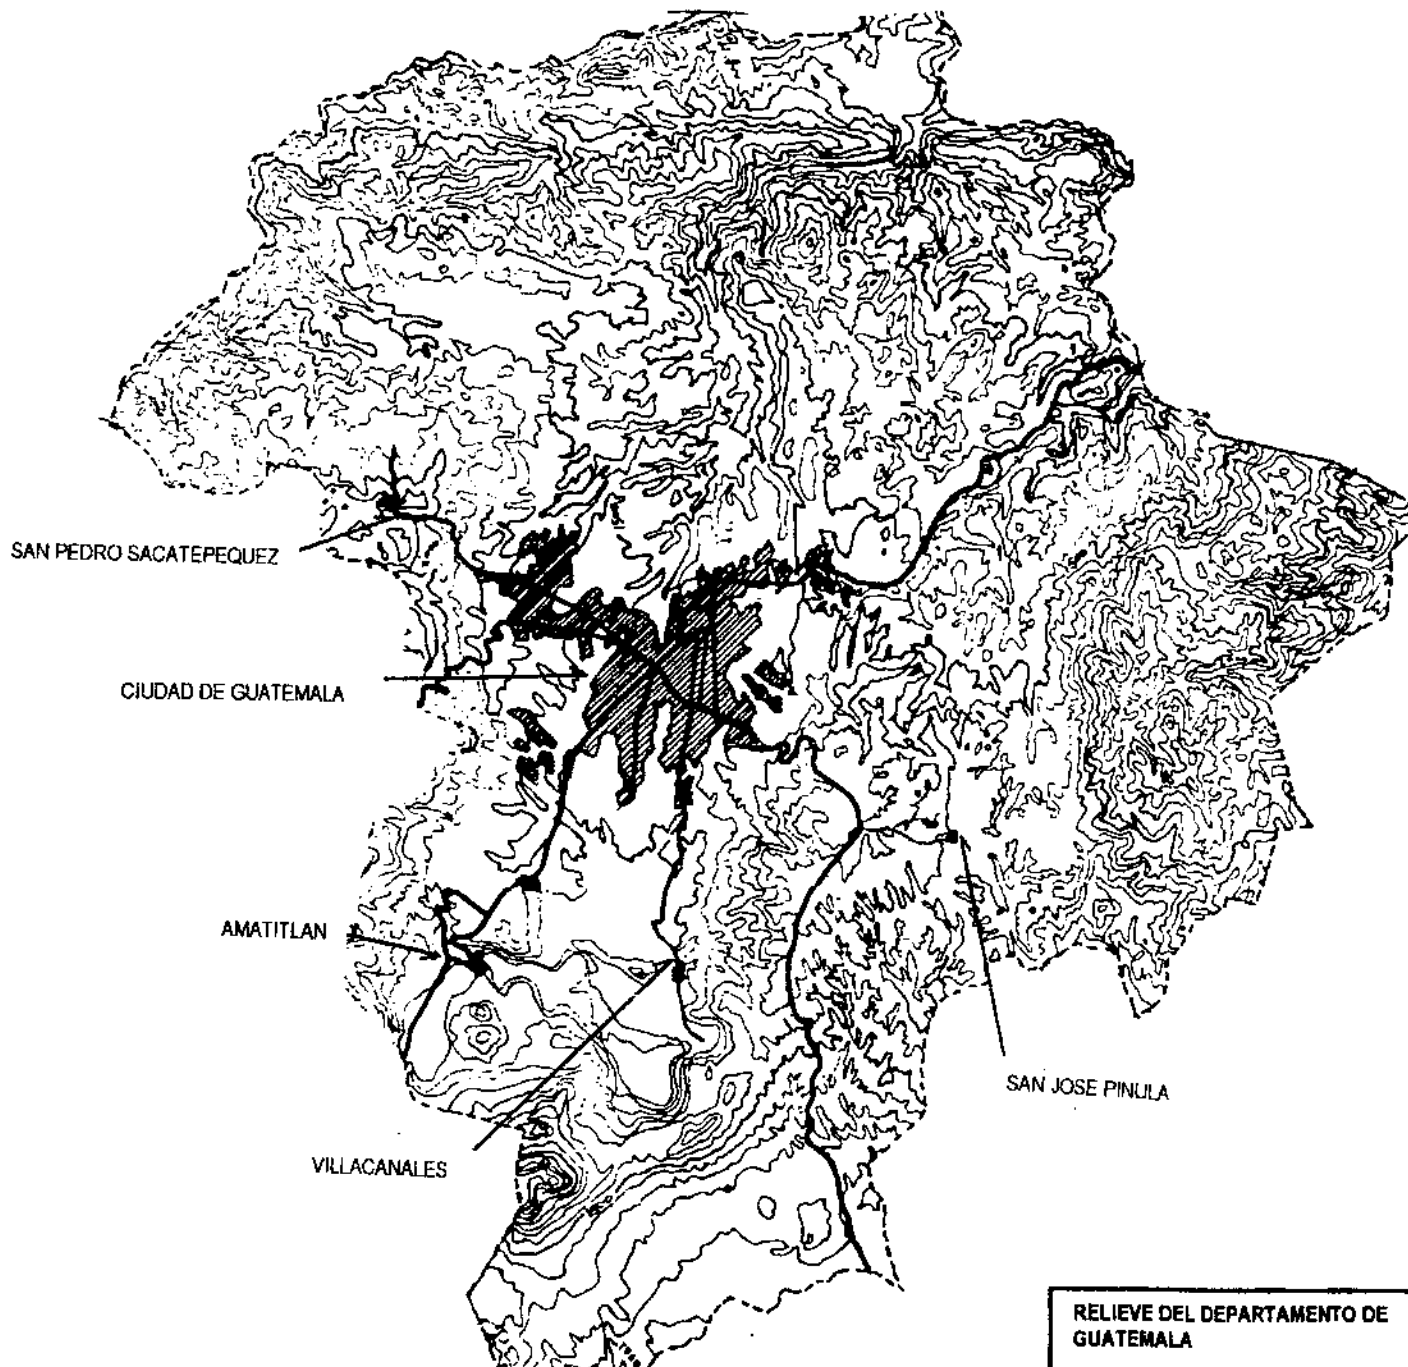 SAN PEDRO SACATEPEQUEZ
CIUDAD DE GUATEMALA
AMATITLAN
SAN JOSE PINULA
VILLACANALES
RELIEVE DEL DEPARTAMENTO DE
GUATEMALA